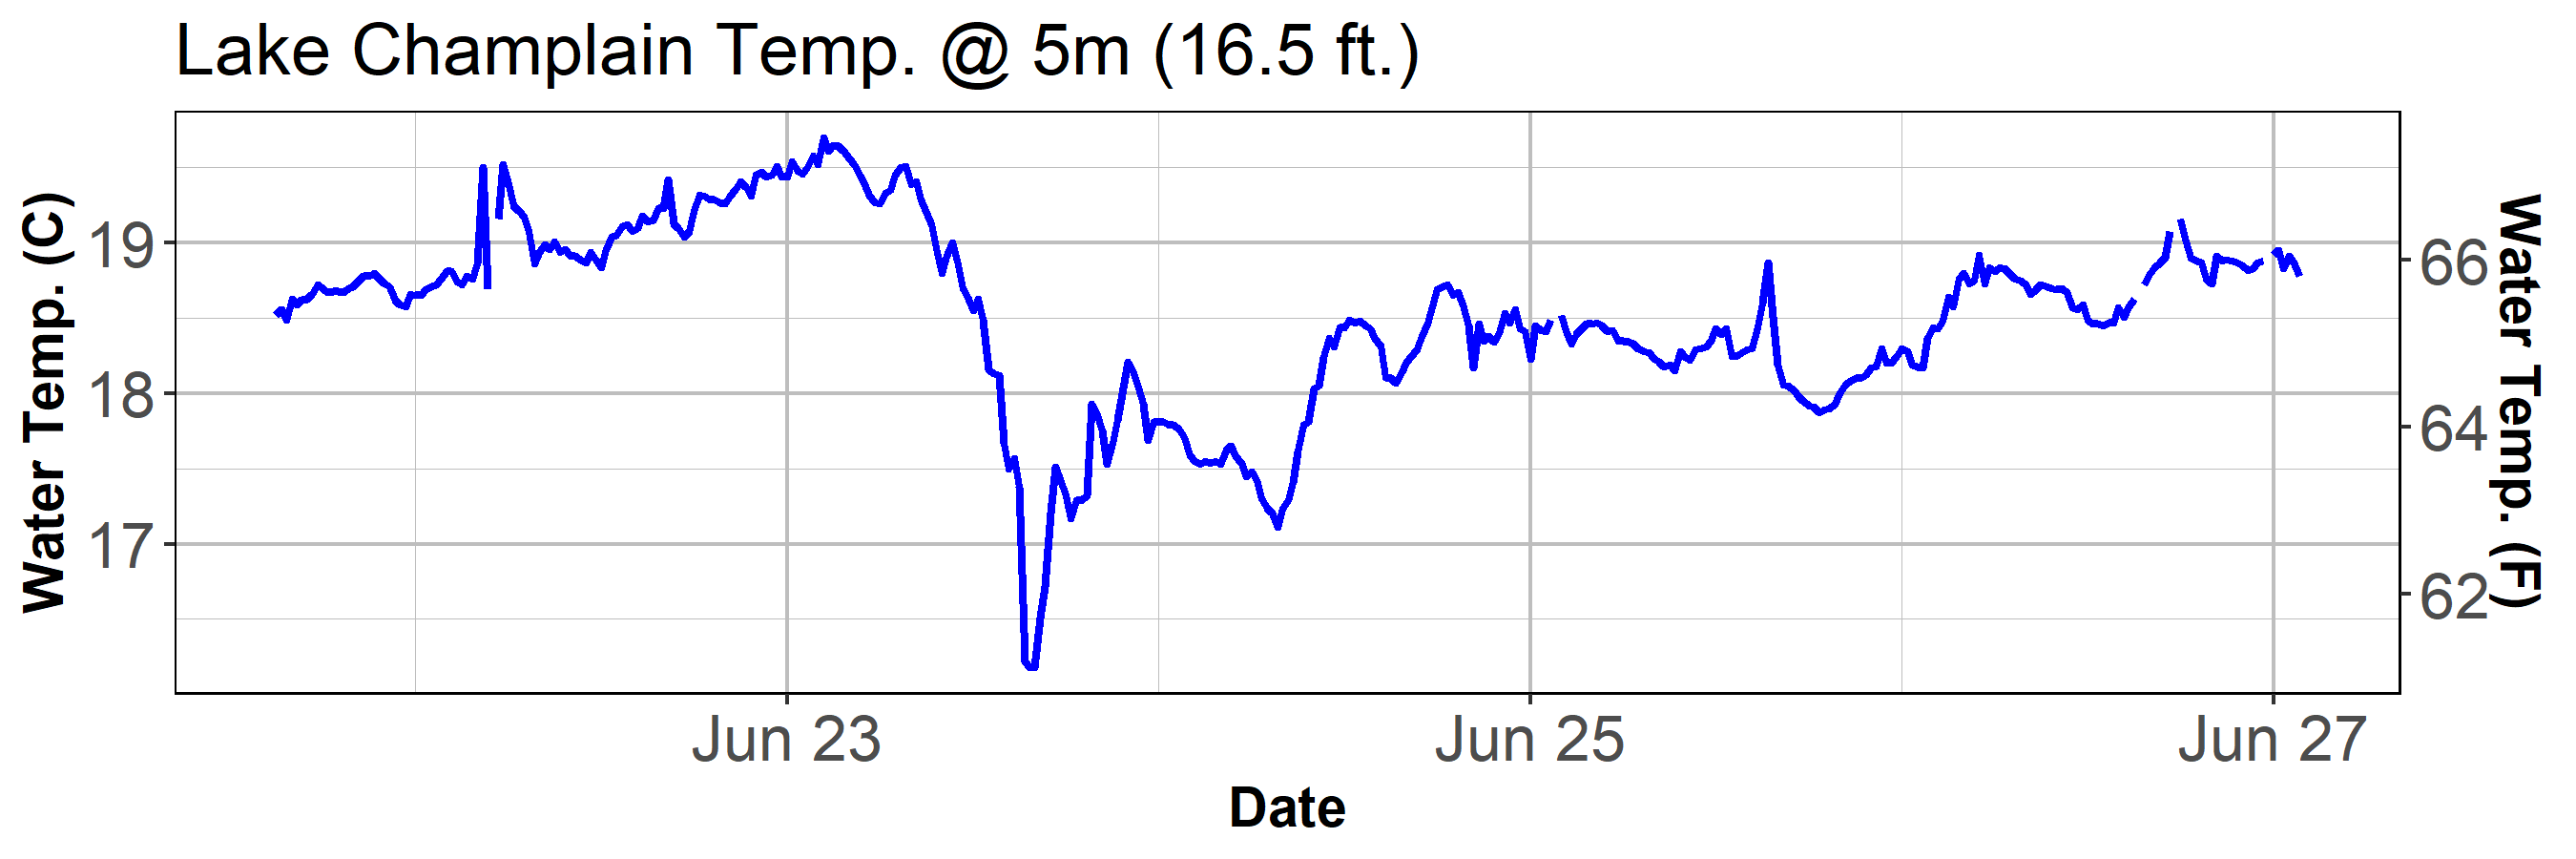 Lake Champlain Temp. @ 5m (16.5 ft.)
Water Temp. (C)
19
18
17
66
64
62
Water Temp. (F)
Jun 23
Jun 25
Jun 27
Date